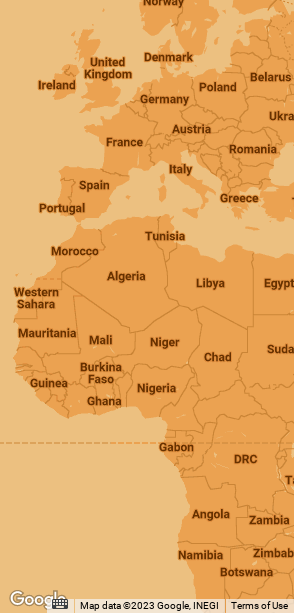 Norway
Denmark
United
Kingdom
Belarus
Ireland
Poland
Germany
Ukra
Austria
France
Romania
Italy
Spain
Greece
Portugal
Tunisia
Morocco
Algeria
Libya
Egypt
Western
Sahara
Mauritania
Mali
Niger
Suda
Chad
Burkina
Faso
Guinea
Nigeria
Ghana
Gabon
DRC
Ta
Angola
Zambia
Namibia
Zimbab
Botswana
Google
Map data ©2023 Google, INEGI
Terms of Use